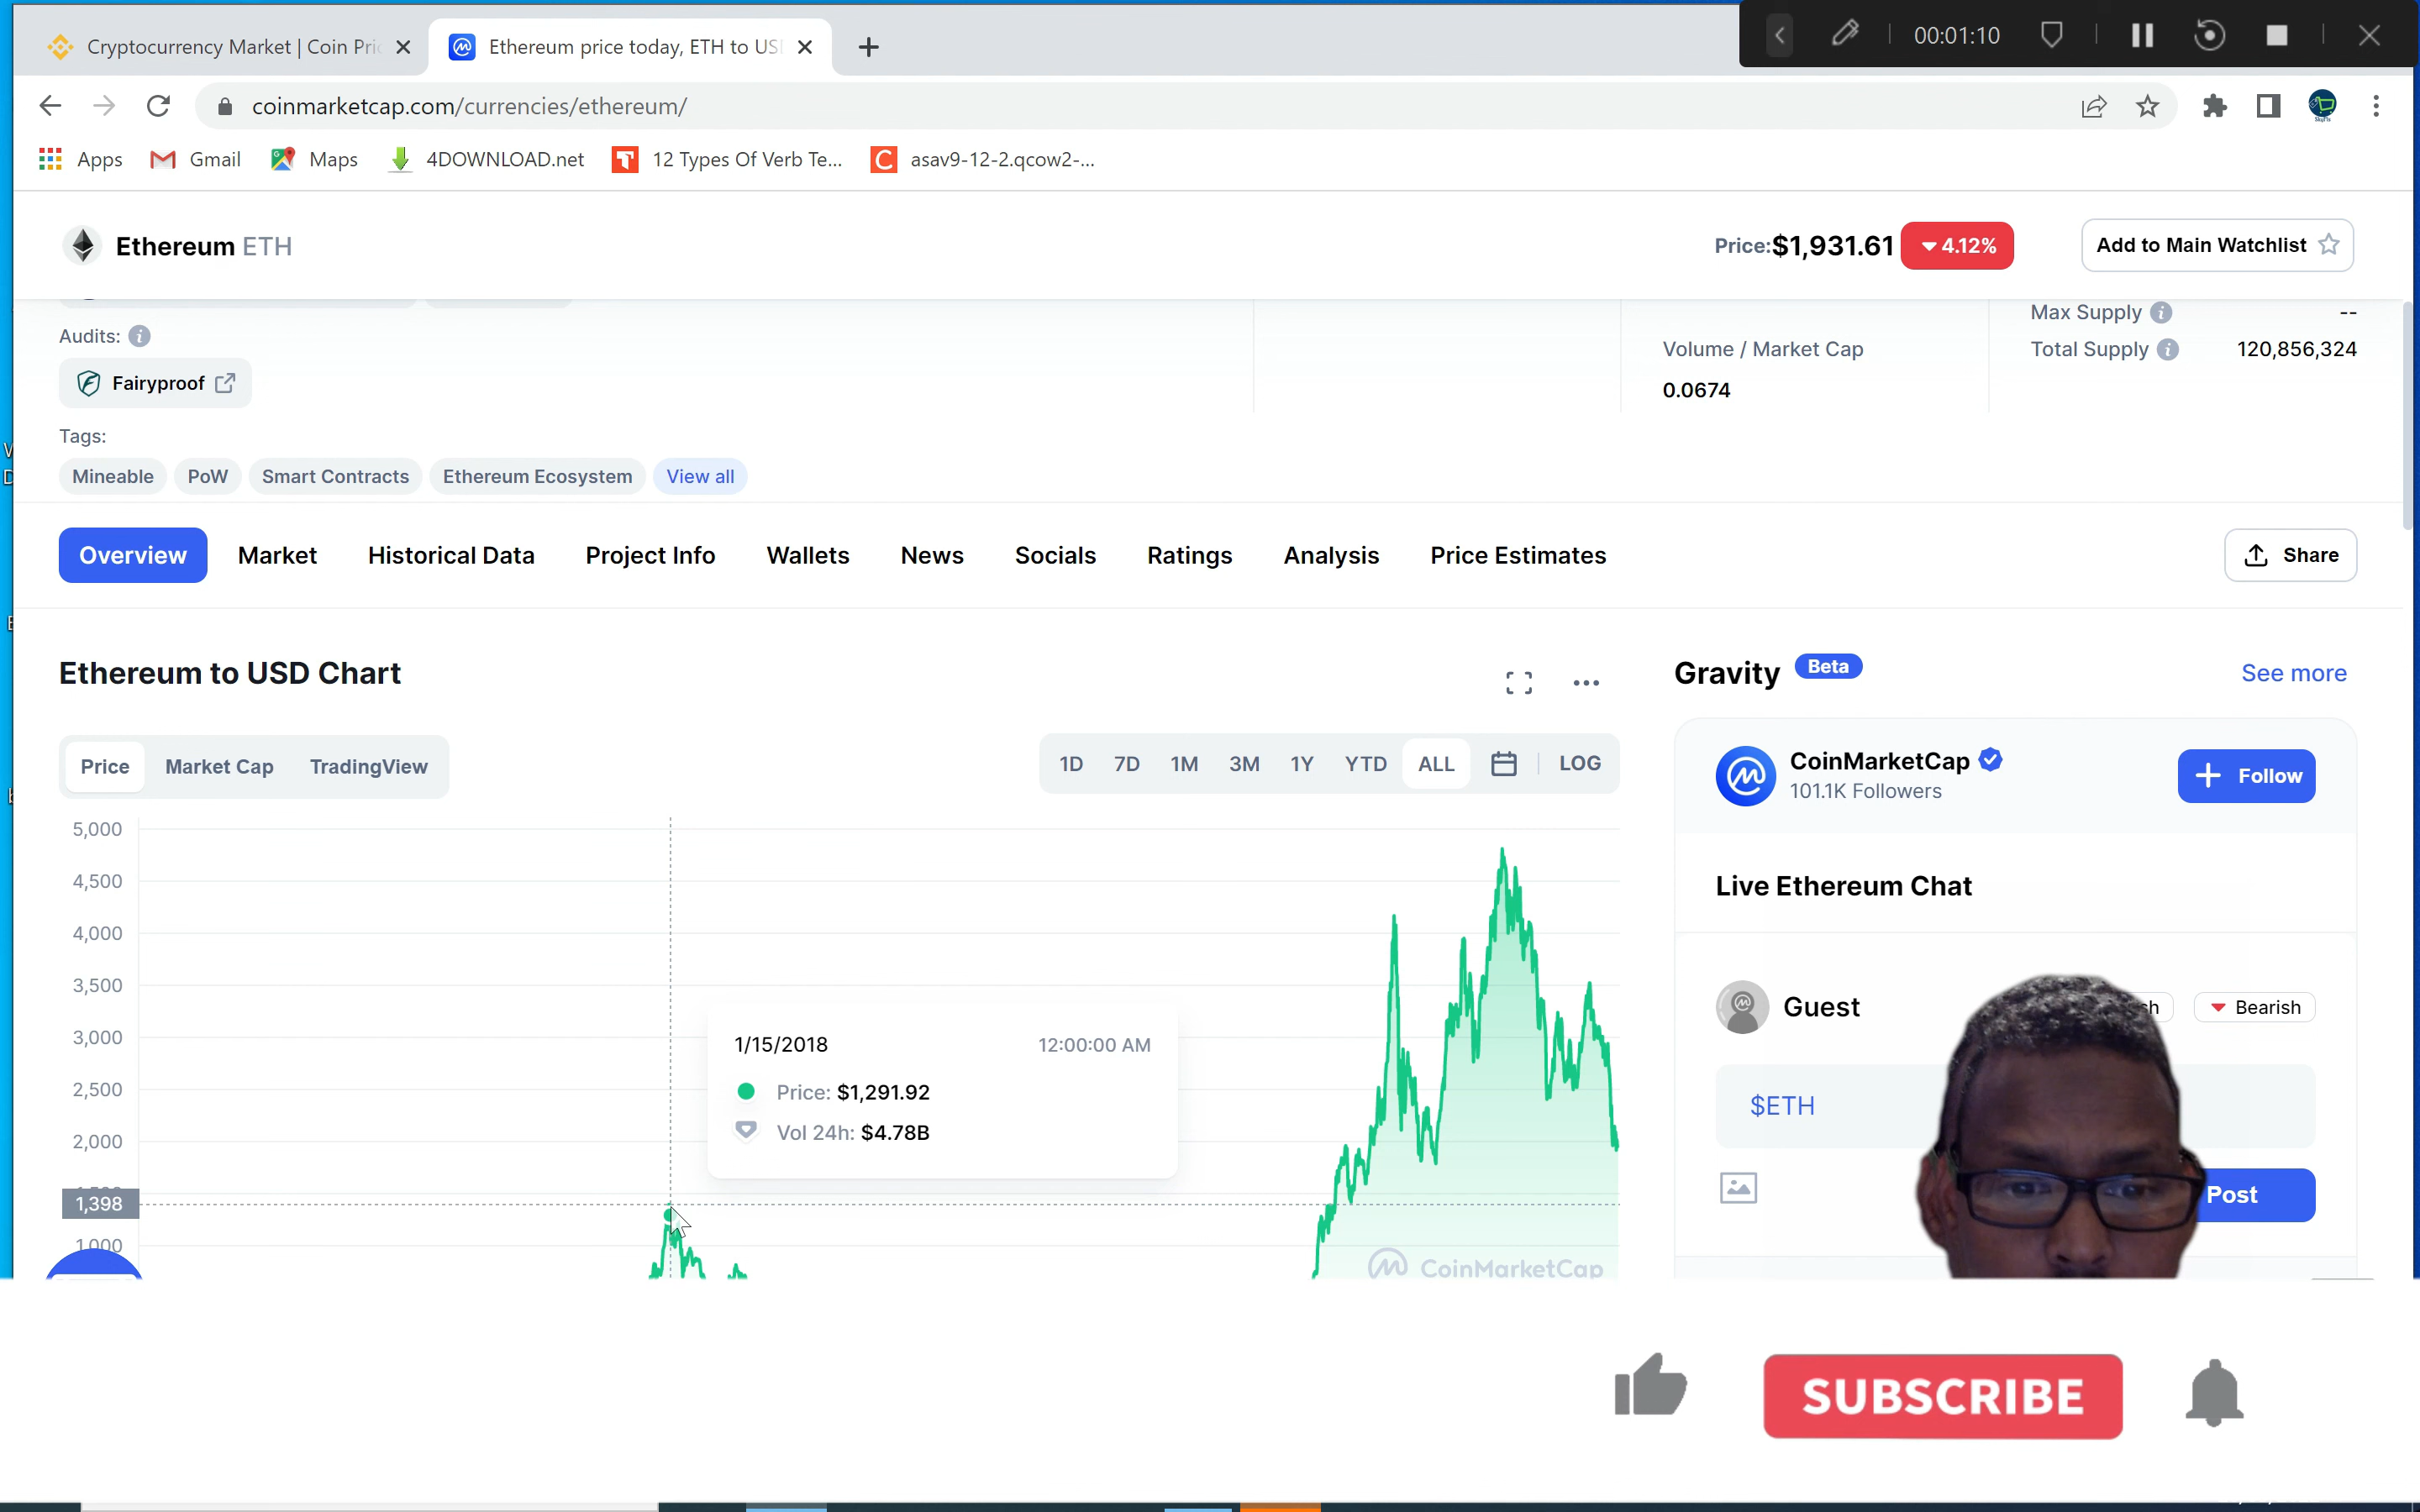 Cryptocurrency Market | Coin Pri
Ethereum price today, ETH to US
00:01:10
coinmarketcap.com/currencies/ethereum/
Apps
Gmail
Maps
4DOWNLOAD.net
12 Types Of Verb Te...
asav9-12-2.qcow2-...
Ethereum ETH
Price:$1,931.61
4.12%
Add to Main Watchlist
Audits:
Max Supply
--
Volume / Market Cap
Total Supply
120,856,324
Fairyproof
0.0674
Tags:
Mineable
PoW
Smart Contracts
Ethereum Ecosystem
View all
Overview
Market
Historical Data
Project Info
Wallets
News
Socials
Ratings
Analysis
Price Estimates
Share
Ethereum to USD Chart
Gravity
Beta
See more
Price
Market Cap
TradingView
1D
7D
1M
3M
1Y
YTD
ALL
LOG
CoinMarketCap
101.1K Followers
Follow
5,000
4,500
4,000
3,500
3,000
2,500
2,000
1,398
1,000
Live Ethereum Chat
1/15/2018
12:00:00 AM
Price: $1,291.92
Vol 24h: $4.78B
CoinMarketCap
Guest
sh
Bearish
$ETH
Post
SUBSCRIBE